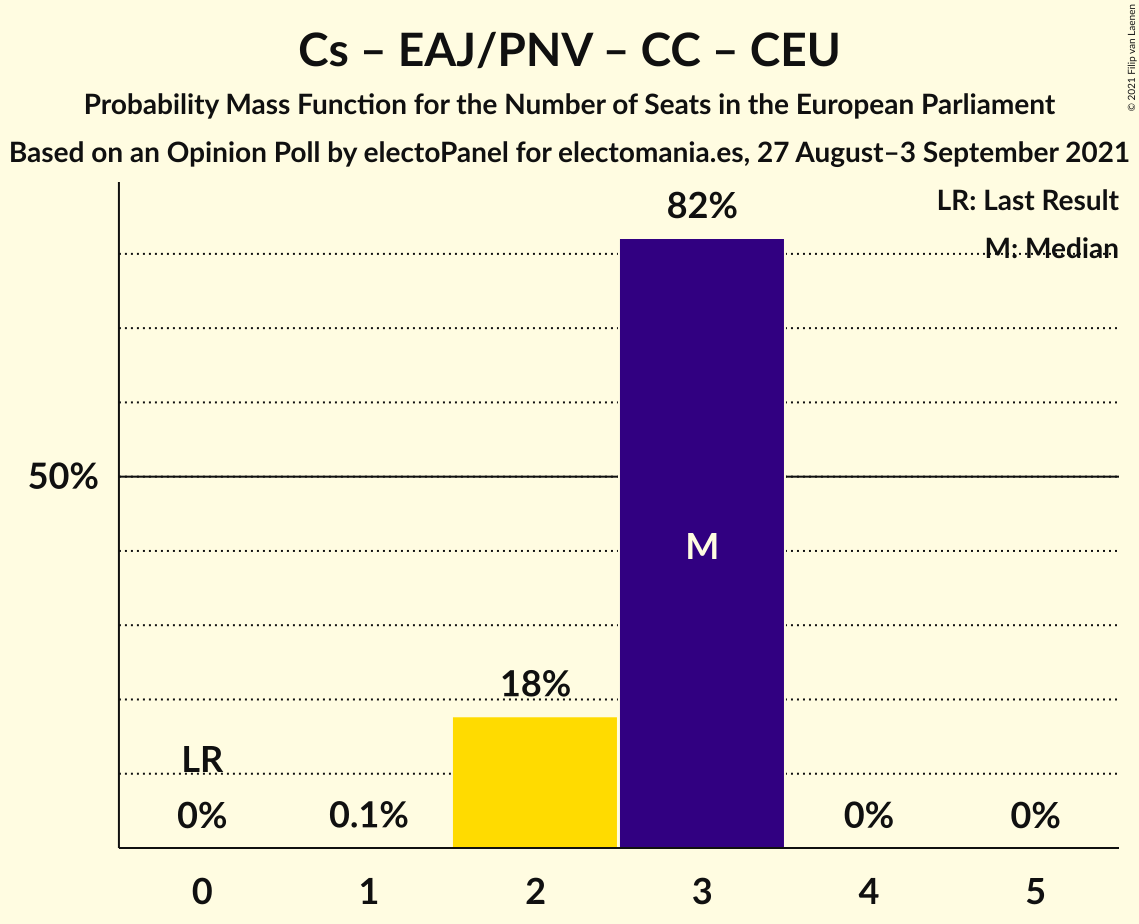 Cs – EAJ/PNV – CC – CEU
Probability Mass Function for the Number of Seats in the European Parliament
Based on an Opinion Poll by electoPanel for electomania.es, 27 August–3 September 2021
© 2021 Filip van Laenen
LR: Last Result
M: Median
82%
50%
M
18%
LR
0%
0.1%
0%
0%
0
1
2
3
4
5